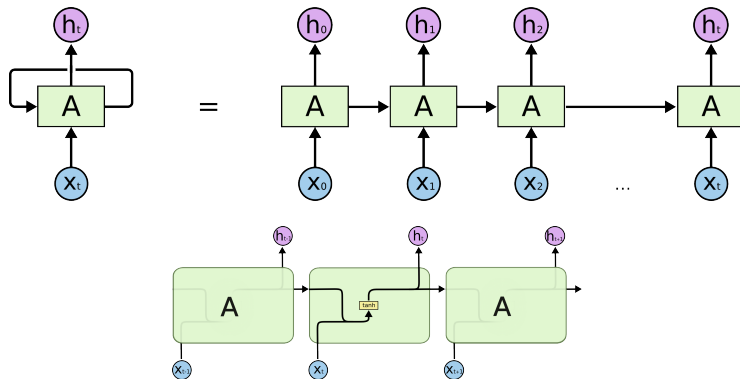 hₜ h₀ h₁ h₂ hₜ
A = A A A A
xₜ x₀ x₁ x₂ ... xₜ
hₜ₋₁ hₜ hₜ₊₁
A tanh A
xₜ₋₁ xₜ xₜ₊₁